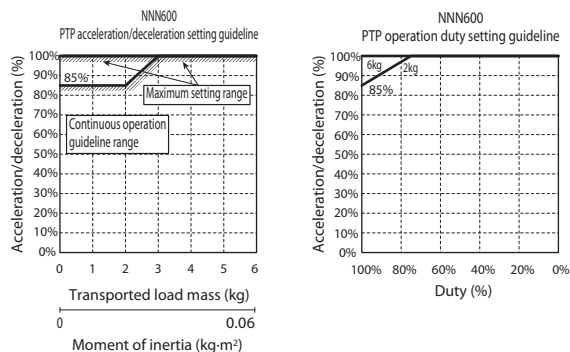 NNN600
PTP acceleration/deceleration setting guideline
Acceleration/deceleration (%)
100%
90%
80%
70%
60%
50%
40%
30%
20%
10%
0%
85%
Maximum setting range
Continuous operation
guideline range
0 1 2 3 4 5 6
Transported load mass (kg)
0 0.06
Moment of inertia (kg·m²)
NNN600
PTP operation duty setting guideline
Acceleration/deceleration (%)
100%
90%
80%
70%
60%
50%
40%
30%
20%
10%
0%
6kg 2kg
85%
100% 80% 60% 40% 20% 0%
Duty (%)